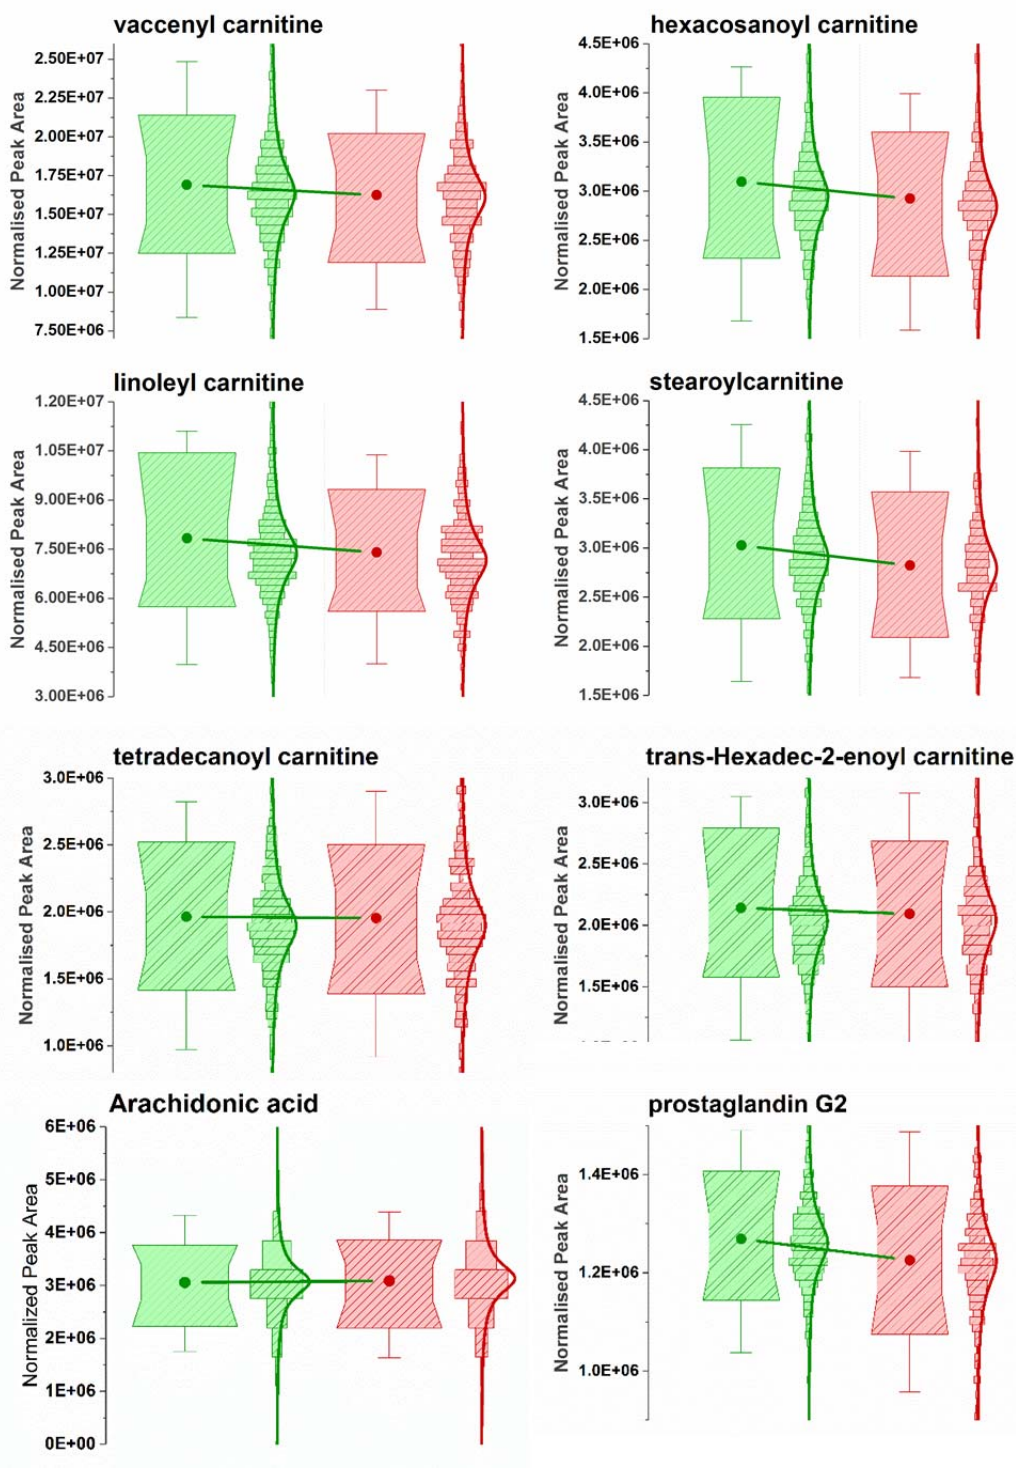 vaccenyl carnitine
Normalised Peak Area
2.50E+07
2.25E+07
2.00E+07
1.75E+07
1.50E+07
1.25E+07
1.00E+07
7.50E+06
hexacosanoyl carnitine
Normalised Peak Area
4.5E+06
4.0E+06
3.5E+06
3.0E+06
2.5E+06
2.0E+06
1.5E+06
linoleyl carnitine
Normalised Peak Area
1.20E+07
1.05E+07
9.00E+06
7.50E+06
6.00E+06
4.50E+06
3.00E+06
stearoylcarnitine
Normalised Peak Area
4.5E+06
4.0E+06
3.5E+06
3.0E+06
2.5E+06
2.0E+06
1.5E+06
tetradecanoyl carnitine
Normalised Peak Area
3.0E+06
2.5E+06
2.0E+06
1.5E+06
1.0E+06
trans-Hexadec-2-enoyl carnitine
Normalised Peak Area
3.0E+06
2.5E+06
2.0E+06
1.5E+06
Arachidonic acid
Normalized Peak Area
6E+06
5E+06
4E+06
3E+06
2E+06
1E+06
0E+00
prostaglandin G2
Normalised Peak Area
1.4E+06
1.2E+06
1.0E+06